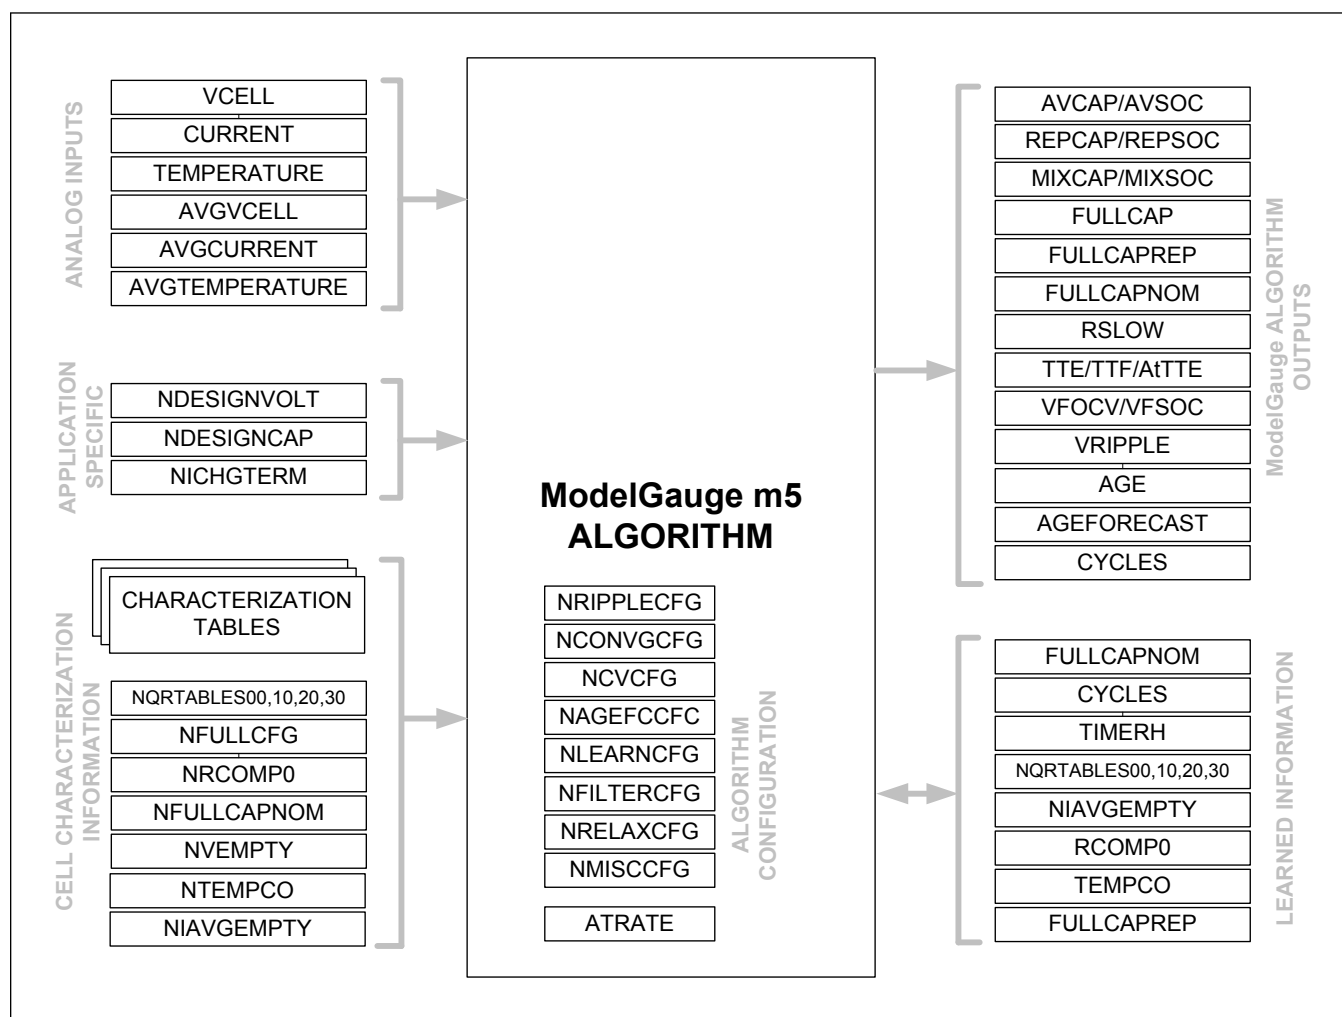 ANALOG INPUTS
VCELL
CURRENT
TEMPERATURE
AVGVCELL
AVGCURRENT
AVGTEMPERATURE
APPLICATION
SPECIFIC
NDESIGNVOLT
NDESIGNCAP
NICHGTERM
CELL CHARACTERIZATION
INFORMATION
CHARACTERIZATION
TABLES
NQRTABLES00,10,20,30
NFULLCFG
NRCOMP0
NFULLCAPNOM
NVEMPTY
NTEMPCO
NIAVGEMPTY
ModelGauge m5
ALGORITHM
NRIPPLECFG
NCONVGCFG
NCVCFG
NAGEFCCFC
NLEARNCFG
NFILTERCFG
NRELAXCFG
NMISCCFG
ATRATE
ALGORITHM
CONFIGURATION
AVCAP/AVSOC
REPCAP/REPSOC
MIXCAP/MIXSOC
FULLCAP
FULLCAPREP
FULLCAPNOM
RSLOW
TTE/TTF/AtTTE
VFOCV/VFSOC
VRIPPLE
AGE
AGEFORECAST
CYCLES
ModelGauge ALGORITHM
OUTPUTS
FULLCAPNOM
CYCLES
TIMERH
NQRTABLES00,10,20,30
NIAVGEMPTY
RCOMP0
TEMPCO
FULLCAPREP
LEARNED INFORMATION